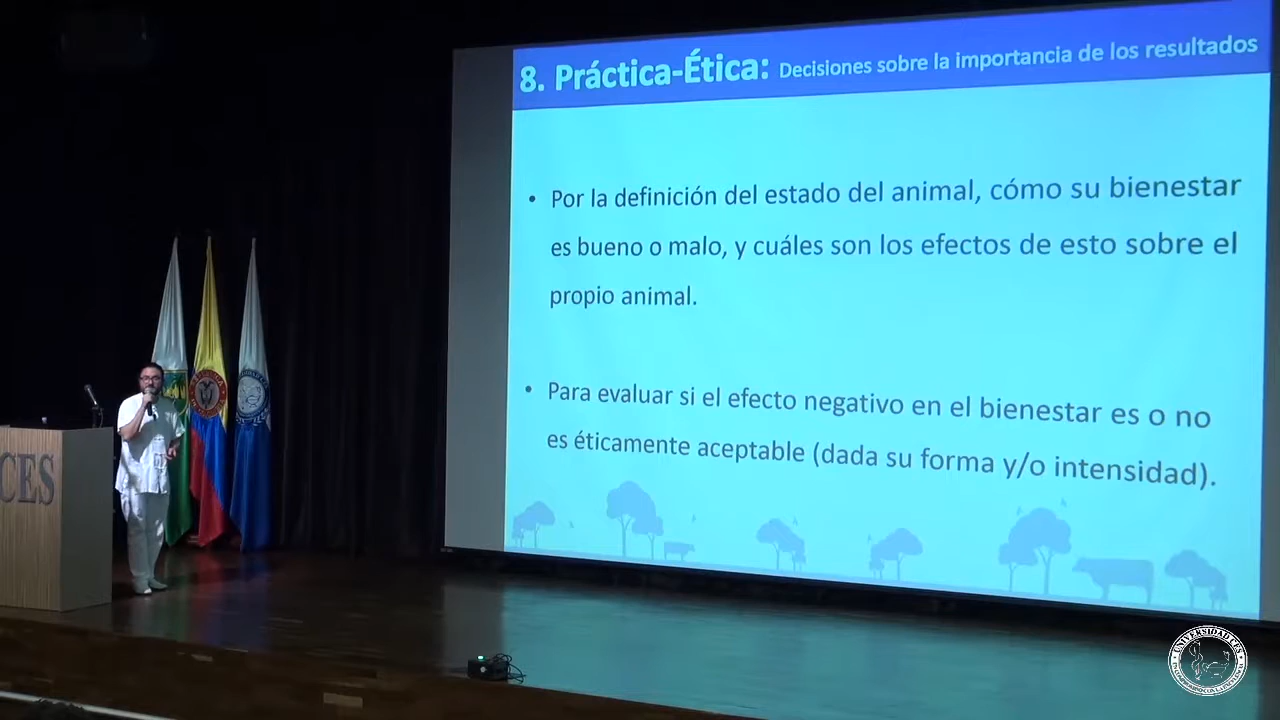 8. Práctica-Ética: Decisiones sobre la importancia de los resultados
• Por la definición del estado del animal, cómo su bienestar
es bueno o malo, y cuáles son los efectos de esto sobre el
propio animal.
• Para evaluar si el efecto negativo en el bienestar es o no
es éticamente aceptable (dada su forma y/o intensidad).
CES
UNIVERSIDAD CES